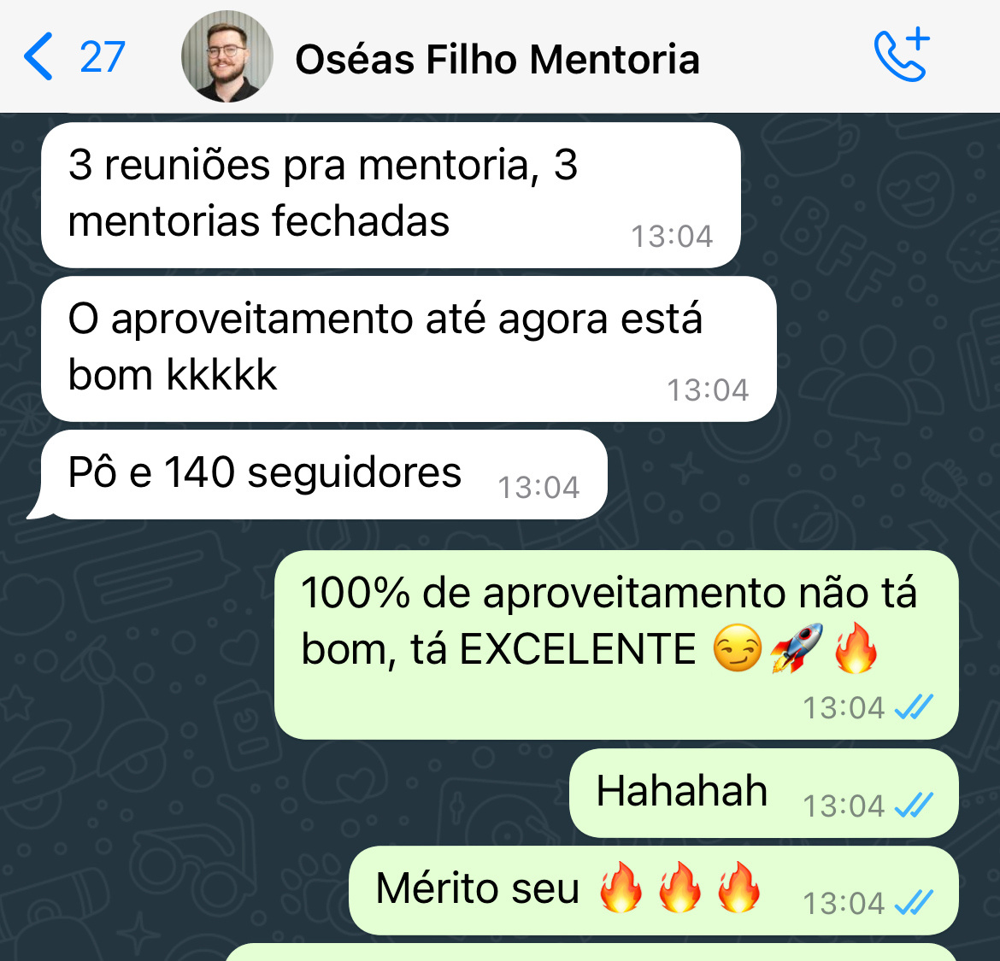 27
Oséas Filho Mentoria
3 reuniões pra mentoria, 3
mentorias fechadas
13:04
O aproveitamento até agora está
bom kkkkk
13:04
Pô e 140 seguidores 13:04
100% de aproveitamento não tá
bom, tá EXCELENTE 😏🚀🔥
13:04
Hahahah 13:04
Mérito seu 🔥🔥🔥 13:04